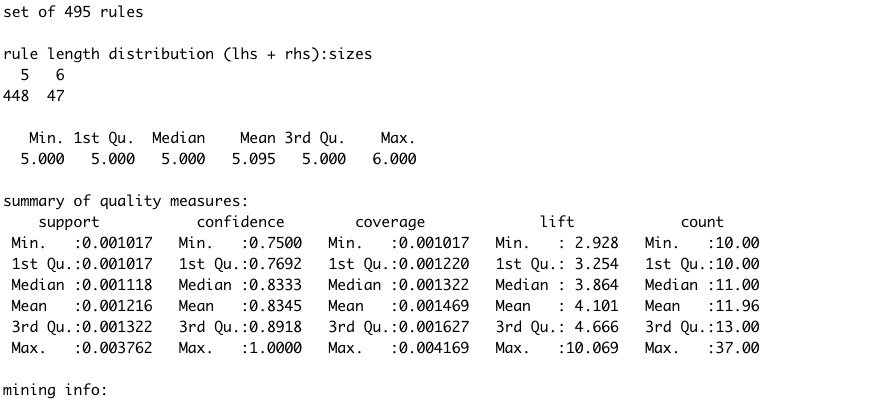 set of 495 rules
rule length distribution (lhs + rhs):sizes
  5   6
448  47
   Min. 1st Qu.  Median    Mean 3rd Qu.    Max.
  5.000   5.000   5.000   5.095   5.000   6.000
summary of quality measures:
    support           confidence        coverage             lift            count
 Min.   :0.001017   Min.   :0.7500   Min.   :0.001017   Min.   : 2.928   Min.   :10.00
 1st Qu.:0.001017   1st Qu.:0.7692   1st Qu.:0.001220   1st Qu.: 3.254   1st Qu.:10.00
 Median :0.001118   Median :0.8333   Median :0.001322   Median : 3.864   Median :11.00
 Mean   :0.001216   Mean   :0.8345   Mean   :0.001469   Mean   : 4.101   Mean   :11.96
 3rd Qu.:0.001322   3rd Qu.:0.8918   3rd Qu.:0.001627   3rd Qu.: 4.666   3rd Qu.:13.00
 Max.   :0.003762   Max.   :1.0000   Max.   :0.004169   Max.   :10.069   Max.   :37.00
mining info: